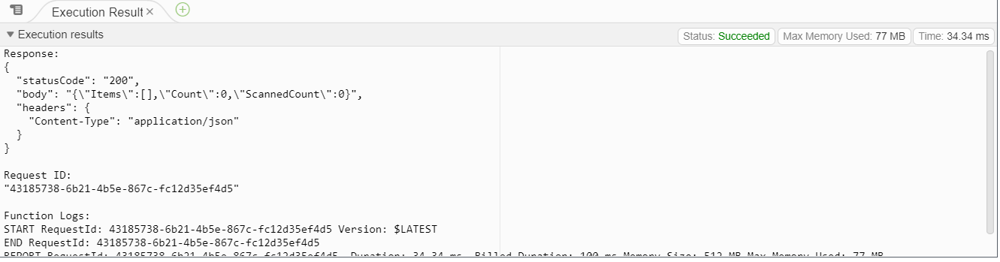 Execution Result
Execution results
Status: Succeeded
Max Memory Used: 77 MB
Time: 34.34 ms
Response:
{
  "statusCode": "200",
  "body": "{\"Items\":[],\"Count\":0,\"ScannedCount\":0}",
  "headers": {
    "Content-Type": "application/json"
  }
}
Request ID:
"43185738-6b21-4b5e-867c-fc12d35ef4d5"
Function Logs:
START RequestId: 43185738-6b21-4b5e-867c-fc12d35ef4d5 Version: $LATEST
END RequestId: 43185738-6b21-4b5e-867c-fc12d35ef4d5
REPORT RequestId: 43185738-6b21-4b5e-867c-fc12d35ef4d5  Duration: 34.34 ms  Billed Duration: 100 ms Memory Size: 512 MB Max Memory Used: 77 MB